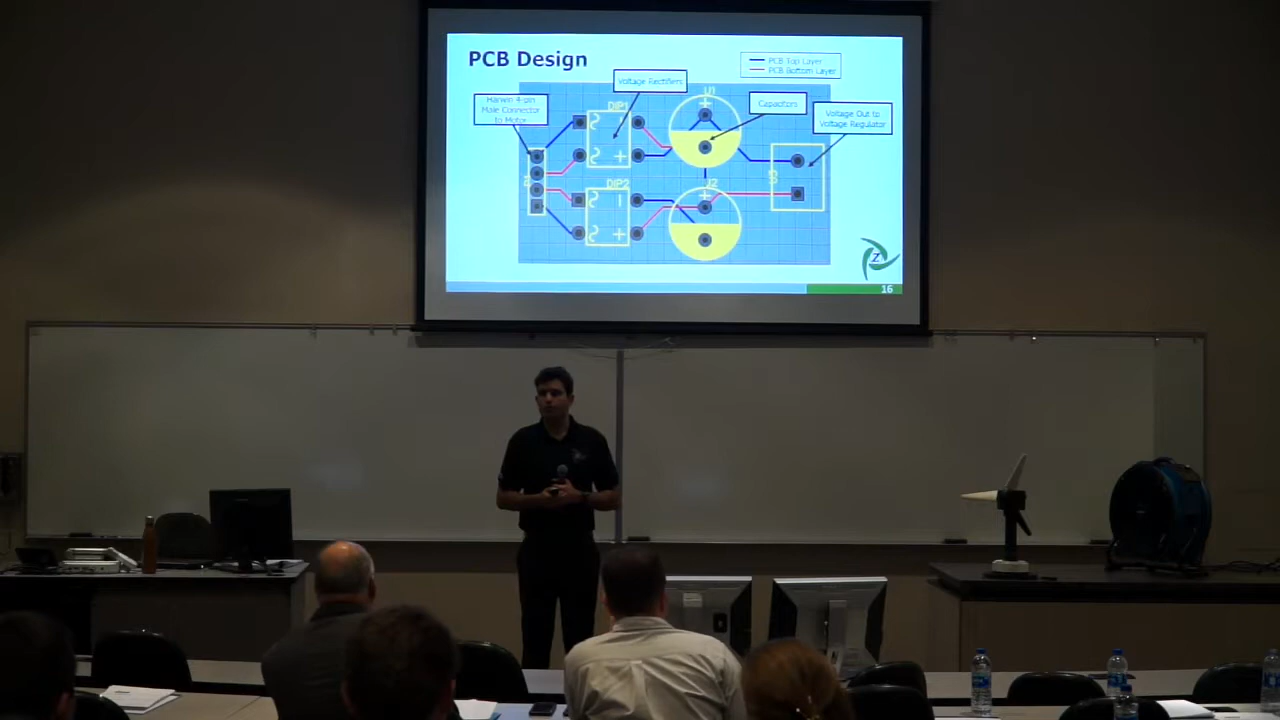 PCB Design
PCB Top Layer
PCB Bottom Layer
Voltage Rectifiers
Harwin 4-pin
Male Connector
to Motor
Capacitors
Voltage Out to
Voltage Regulator
DIP1
U1
DIP2
Z
16